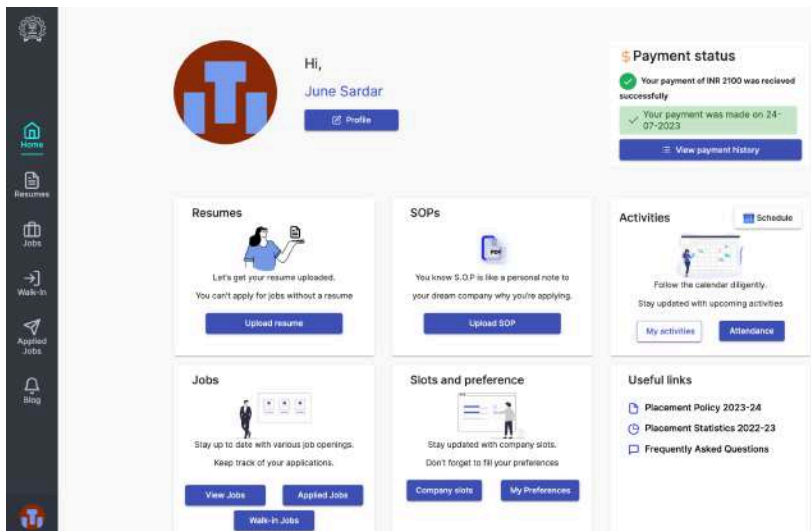 Home
Resumes
Jobs
Walk-In
Applied
Jobs
Blog
Hi,
June Sardar
Profile
$ Payment status
Your payment of INR 2100 was recieved
successfully
Your payment was made on 24-
07-2023
View payment history
Resumes
Let's get your resume uploaded.
You can't apply for jobs without a resume
Upload resume
SOPs
PDF
You know S.O.P is like a personal note to
your dream company why you're applying.
Upload SOP
Activities
Schedule
Follow the calendar diligently.
Stay updated with upcoming activities
My activities
Attendance
Jobs
Stay up to date with various job openings.
Keep track of your applications.
View Jobs
Applied Jobs
Walk-in Jobs
Slots and preference
Stay updated with company slots.
Don't forget to fill your preferences
Company slots
My Preferences
Useful links
Placement Policy 2023-24
Placement Statistics 2022-23
Frequently Asked Questions